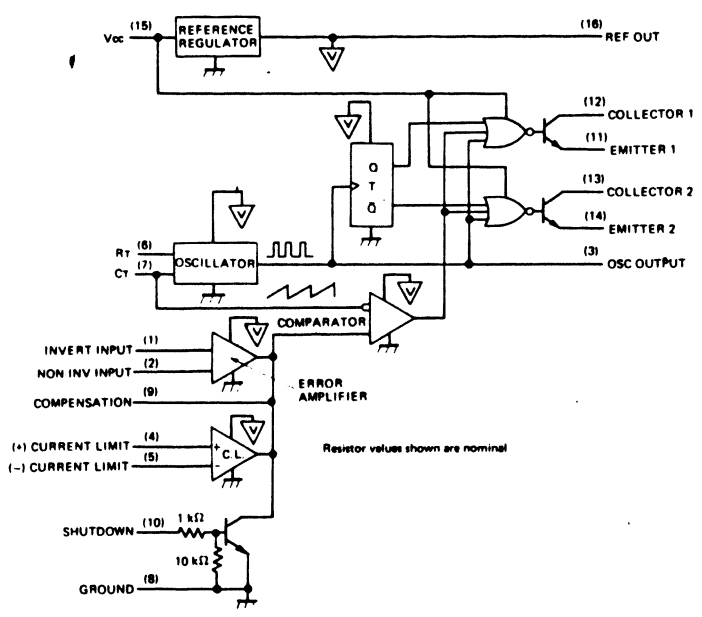 (15)
Vcc
REFERENCE
REGULATOR
(16)
REF OUT
V
(12)
COLLECTOR 1
(11)
EMITTER 1
V
Q
T
Q̄
(13)
COLLECTOR 2
(14)
EMITTER 2
V
RT (6)
CT (7)
OSCILLATOR
(3)
OSC OUTPUT
V
COMPARATOR
(1)
INVERT INPUT
(2)
NON INV INPUT
V
ERROR
AMPLIFIER
(9)
COMPENSATION
(4)
(+) CURRENT LIMIT
(5)
(-) CURRENT LIMIT
+
C.L.
-
V
Resistor values shown are nominal
SHUTDOWN (10) 1 kΩ
10 kΩ
GROUND (8)